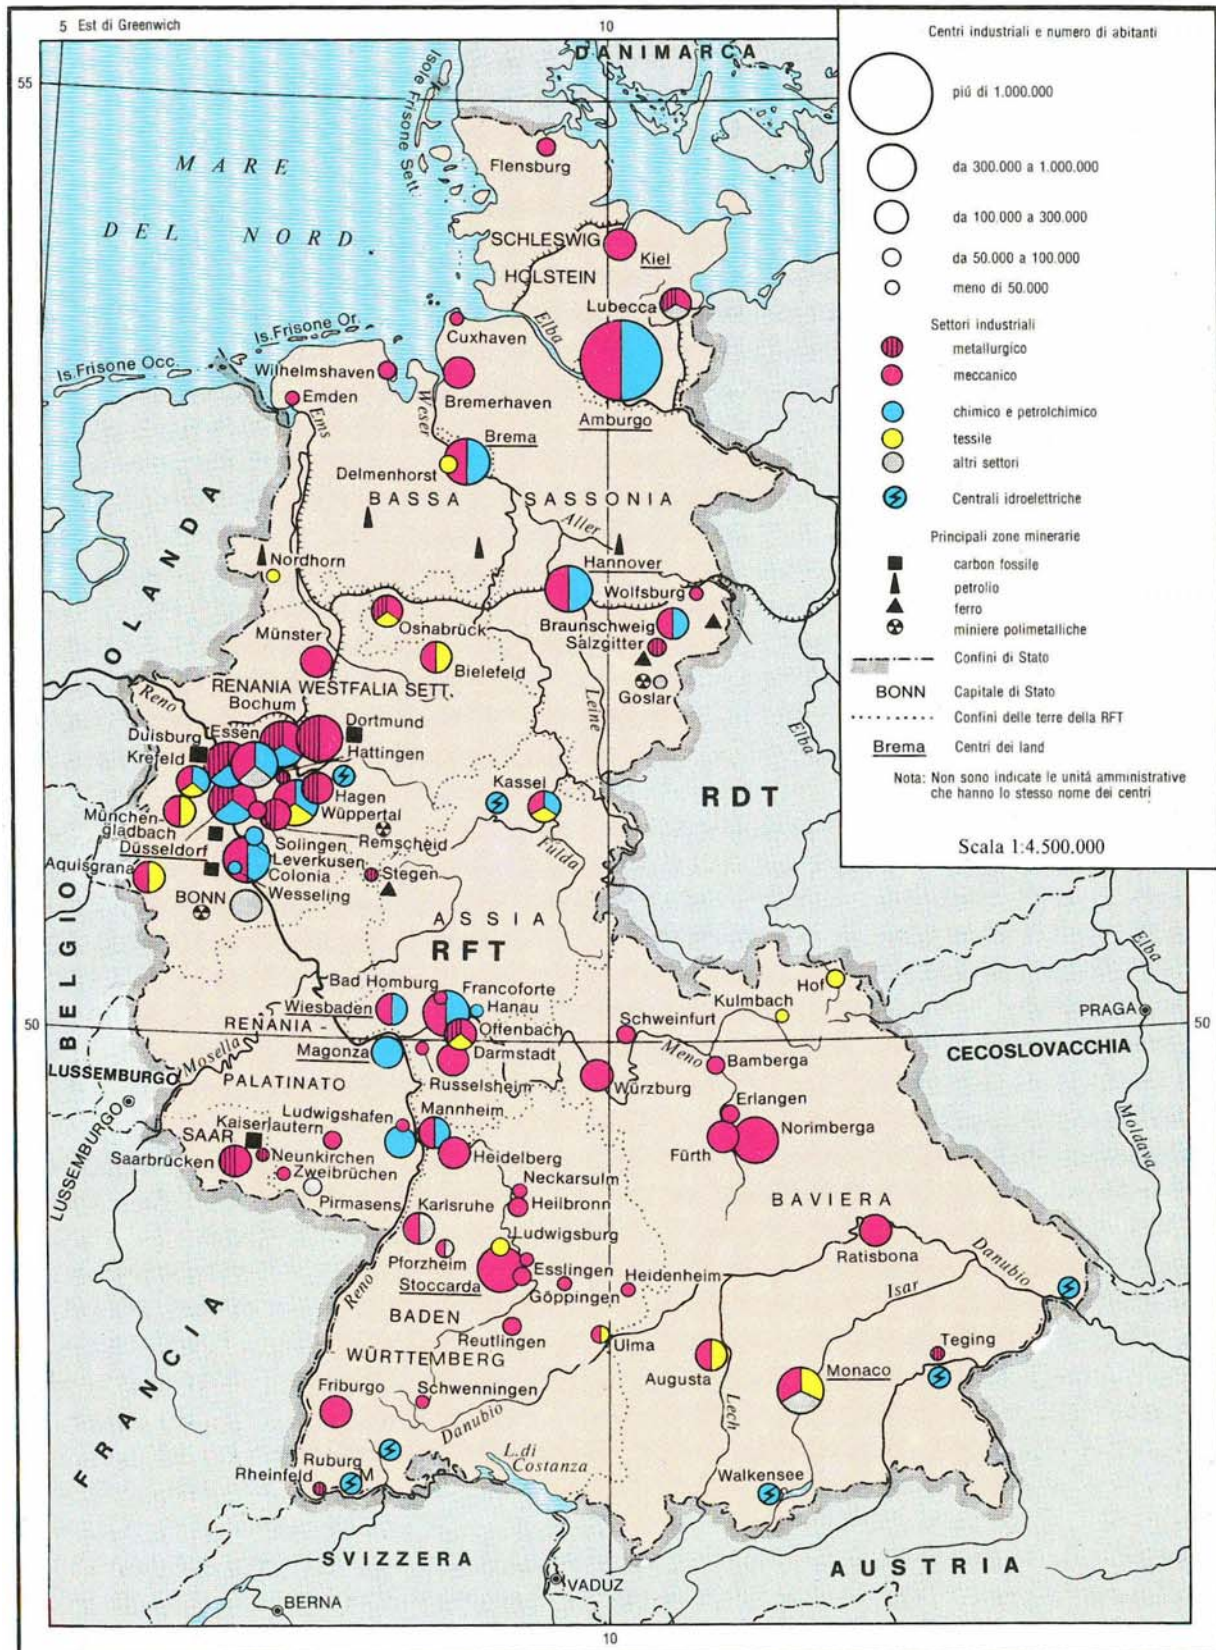 5 Est di Greenwich
10
55
DANIMARCA
Isole Frisone Sett.
MARE
DEL NORD
Flensburg
SCHLESWIG
HOLSTEIN
Kiel
Lubecca
Elba
Is. Frisone Or.
Cuxhaven
Is. Frisone Occ.
Wilhelmshaven
Emden
Ems
Weser
Bremerhaven
Amburgo
Brema
Delmenhorst
BASSA SASSONIA
Aller
OLANDA
Nordhorn
Hannover
Wolfsburg
Osnabrück
Braunschweig
Salzgitter
Münster
Bielefeld
Goslar
Leine
Elba
Reno
RENANIA WESTFALIA SETT.
Bochum
Dortmund
Duisburg
Essen
Hattingen
Krefeld
Kassel
RDT
Hagen
München-
gladbach
Wüppertal
Solingen
Remscheid
Düsseldorf
Leverkusen
Fulda
Aquisgrana
Colonia
Stegen
BONN
Wesseling
ASSIA
RFT
BELGIO
Bad Homburg
Francoforte
Hof
Kulmbach
Elba
Wiesbaden
Hanau
Schweinfurt
PRAGA
50
RENANIA -
Offenbach
50
Mosella
Magonza
Darmstadt
Meno
Bamberga
CECOSLOVACCHIA
LUSSEMBURGO
PALATINATO
Russelsheim
Würzburg
Erlangen
Moldava
Ludwigshafen
Mannheim
Kaiserlautern
Norimberga
SAAR
Neunkirchen
Heidelberg
Fürth
Saarbrücken
Zweibrüchen
LUSSEMBURGO
Neckarsulm
Pirmasens
Karlsruhe
Heilbronn
BAVIERA
Ludwigsburg
Ratisbona
Danubio
Pforzheim
Esslingen
Stoccarda
Göppingen
Heidenheim
Isar
Reno
BADEN
Reutlingen
Ulma
Teging
WÜRTTEMBERG
Augusta
Monaco
Friburgo
Schwenningen
Danubio
Lech
FRANCIA
Ruburg
M
L. di
Costanza
Rheinfeld
Walkensee
SVIZZERA
AUSTRIA
VADUZ
BERNA
10
Centri industriali e numero di abitanti
piú di 1.000.000
da 300.000 a 1.000.000
da 100.000 a 300.000
da 50.000 a 100.000
meno di 50.000
Settori industriali
metallurgico
meccanico
chimico e petrolchimico
tessile
altri settori
Centrali idroelettriche
Principali zone minerarie
carbon fossile
petrolio
ferro
miniere polimetalliche
Confini di Stato
BONN Capitale di Stato
Confini delle terre della RFT
Brema Centri dei land
Nota: Non sono indicate le unitá amministrative
che hanno lo stesso nome dei centri
Scala 1:4.500.000